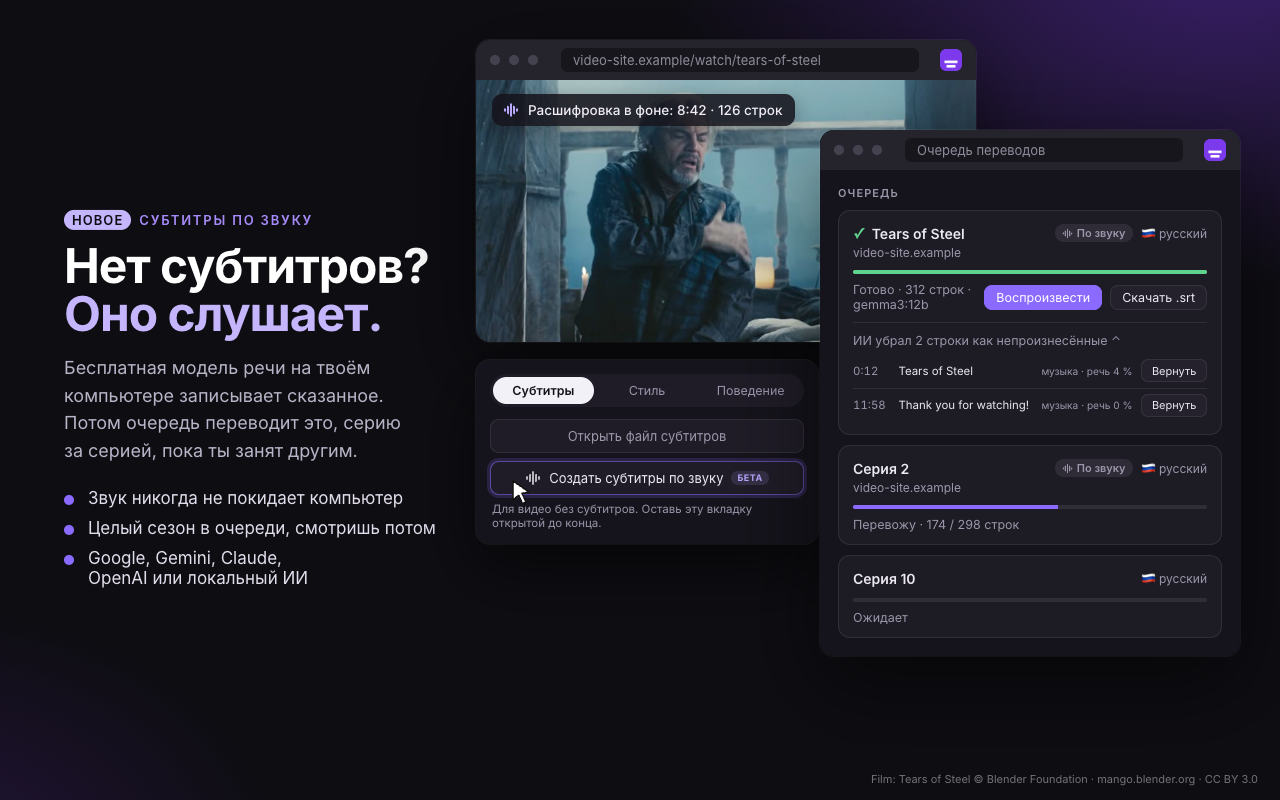 НОВОЕ СУБТИТРЫ ПО ЗВУКУ
Нет субтитров?
Оно слушает.
Бесплатная модель речи на твоём
компьютере записывает сказанное.
Потом очередь переводит это, серию
за серией, пока ты занят другим.
Звук никогда не покидает компьютер
Целый сезон в очереди, смотришь потом
Google, Gemini, Claude,
OpenAI или локальный ИИ
video-site.example/watch/tears-of-steel
Расшифровка в фоне: 8:42 · 126 строк
Субтитры Стиль Поведение
Открыть файл субтитров
Создать субтитры по звуку БЕТА
Для видео без субтитров. Оставь эту вкладку
открытой до конца.
Очередь переводов
ОЧЕРЕДЬ
✓ Tears of Steel По звуку русский
video-site.example
Готово · 312 строк ·
gemma3:12b
Воспроизвести Скачать .srt
ИИ убрал 2 строки как непроизнесённые ^
0:12 Tears of Steel музыка · речь 4 % Вернуть
11:58 Thank you for watching! музыка · речь 0 % Вернуть
Серия 2 По звуку русский
video-site.example
Перевожу · 174 / 298 строк
Серия 10 русский
Ожидает
Film: Tears of Steel © Blender Foundation · mango.blender.org · CC BY 3.0